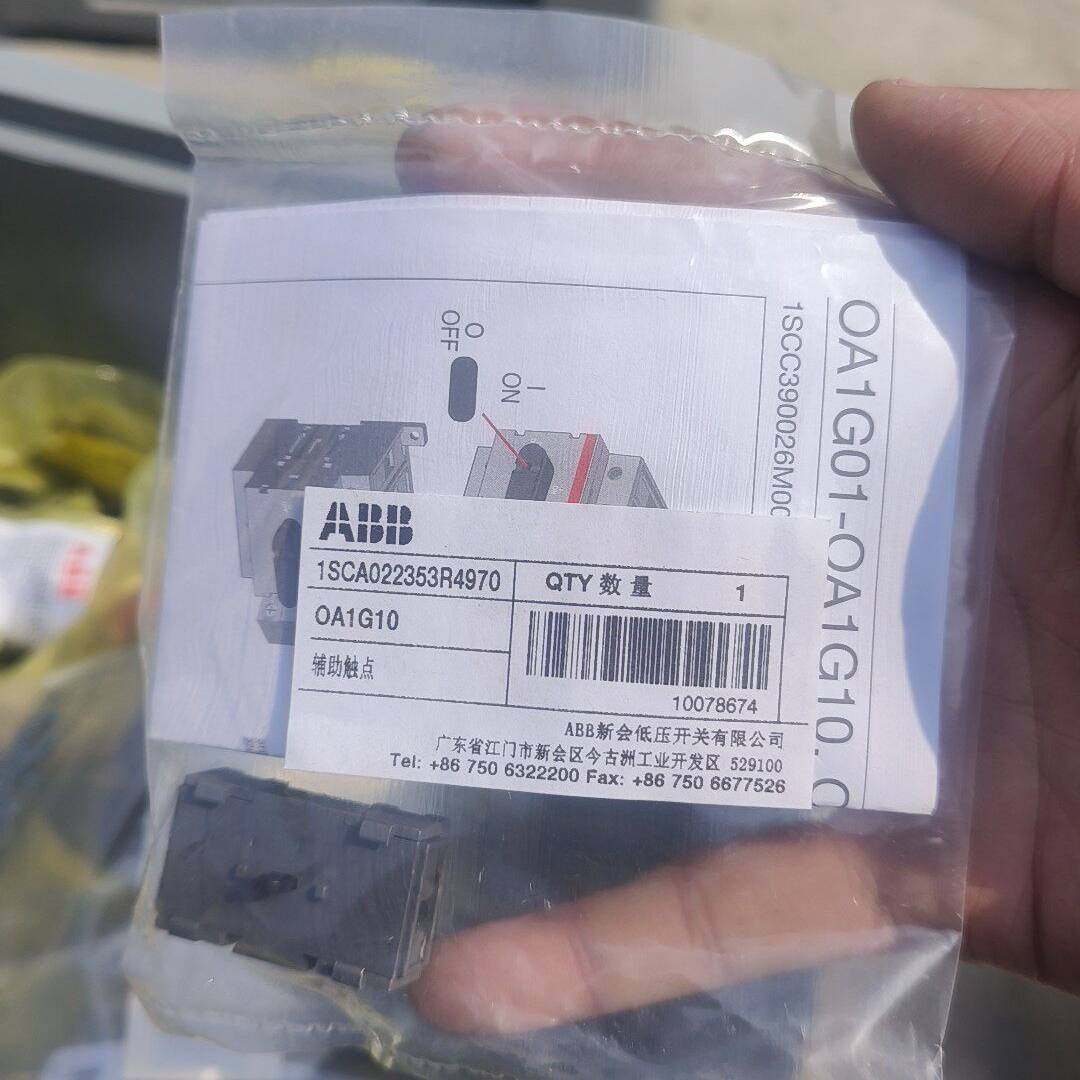 O
OFF
I
ON
1SCC390026M00
OA1G01-OA1G10.
ABB
1SCA022353R4970
QTY 数量 1
OA1G10
辅助触点
10078674
ABB新会低压开关有限公司
广东省江门市新会区今古洲工业开发区 529100
Tel: +86 750 6322200 Fax: +86 750 6677526